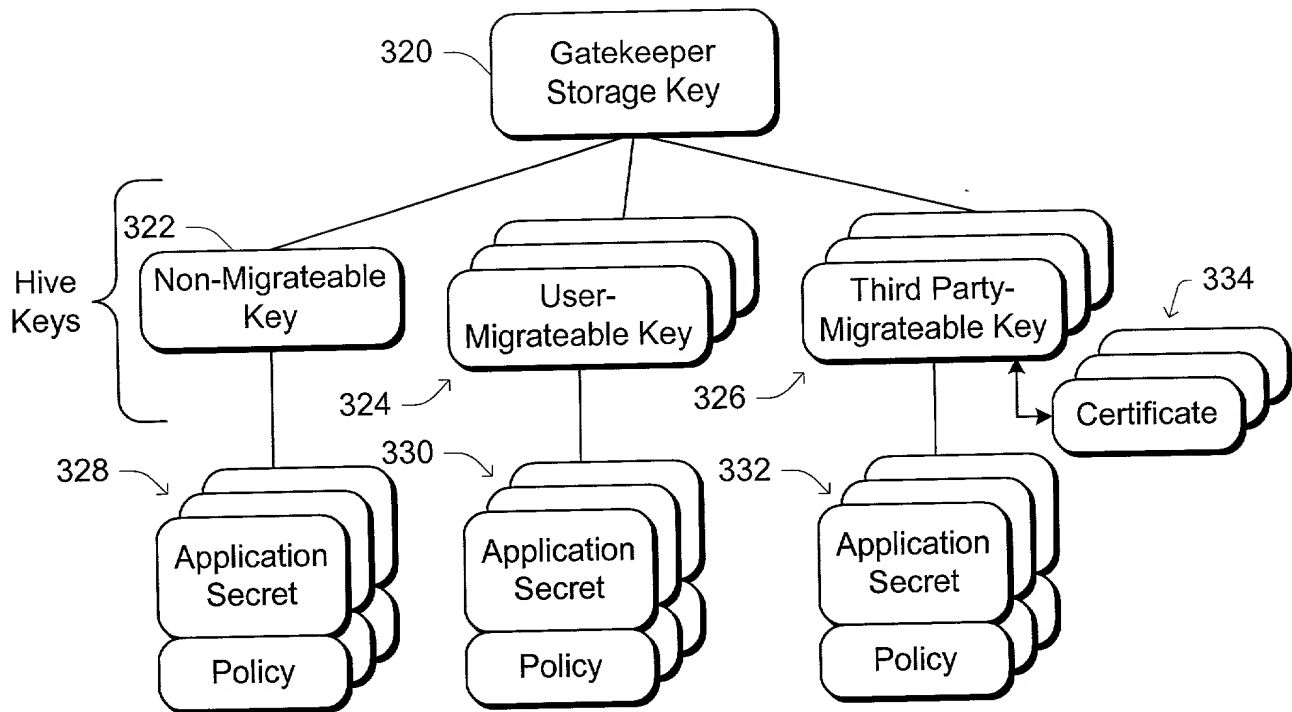 320
Gatekeeper
Storage Key
Hive
Keys
322
Non-Migrateable
Key
User-
Migrateable Key
324
Third Party-
Migrateable Key
326
334
Certificate
328
Application
Secret
Policy
330
Application
Secret
Policy
332
Application
Secret
Policy